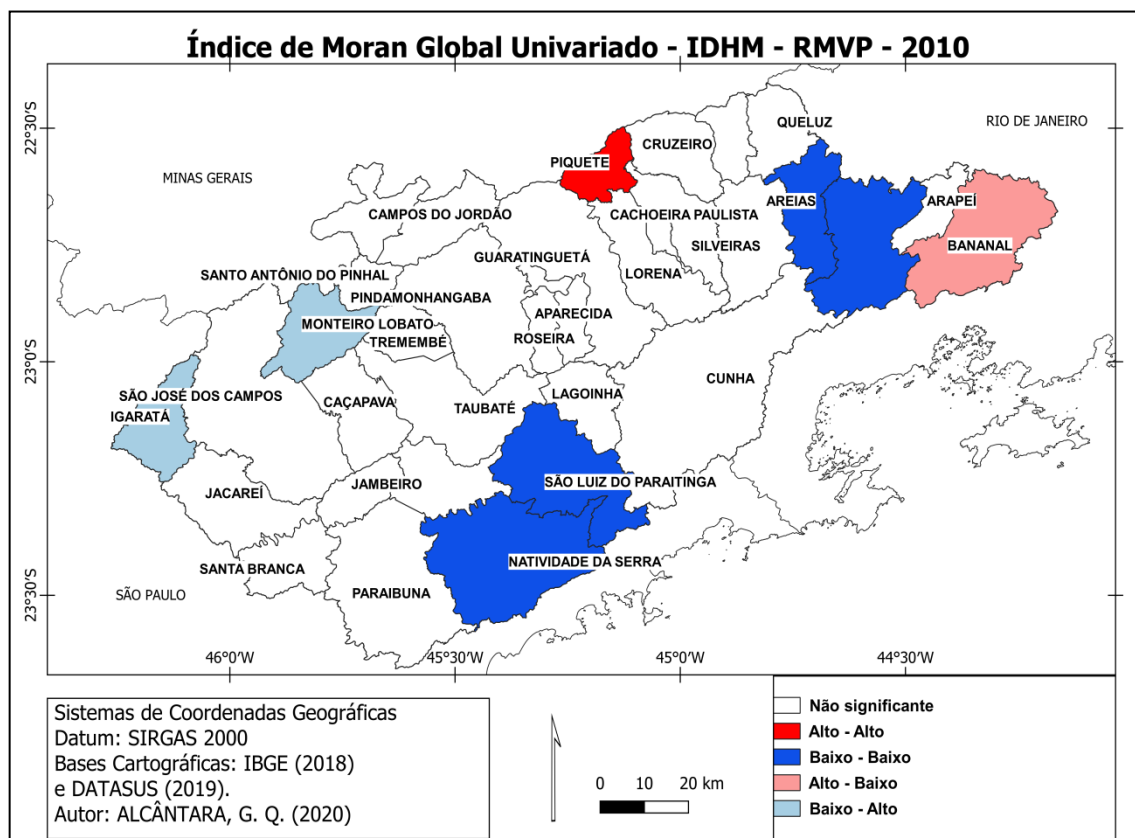 Índice de Moran Global Univariado - IDHM - RMVP - 2010
22°30'S
23°0'S
23°30'S
RIO DE JANEIRO
QUELUZ
CRUZEIRO
PIQUETE
MINAS GERAIS
AREIAS
ARAPEÍ
CAMPOS DO JORDÃO
CACHOEIRA PAULISTA
SILVEIRAS
BANANAL
GUARATINGUETÁ
LORENA
SANTO ANTÔNIO DO PINHAL
PINDAMONHANGABA
APARECIDA
MONTEIRO LOBATO
TREMEMBÉ
ROSEIRA
CUNHA
SÃO JOSÉ DOS CAMPOS
LAGOINHA
CAÇAPAVA
TAUBATÉ
IGARATÁ
SÃO LUIZ DO PARAITINGA
JAMBEIRO
JACAREÍ
NATIVIDADE DA SERRA
SANTA BRANCA
SÃO PAULO
PARAIBUNA
46°0'W
45°30'W
45°0'W
44°30'W
Sistemas de Coordenadas Geográficas
Datum: SIRGAS 2000
Bases Cartográficas: IBGE (2018)
e DATASUS (2019).
Autor: ALCÂNTARA, G. Q. (2020)
0 10 20 km
Não significante
Alto - Alto
Baixo - Baixo
Alto - Baixo
Baixo - Alto